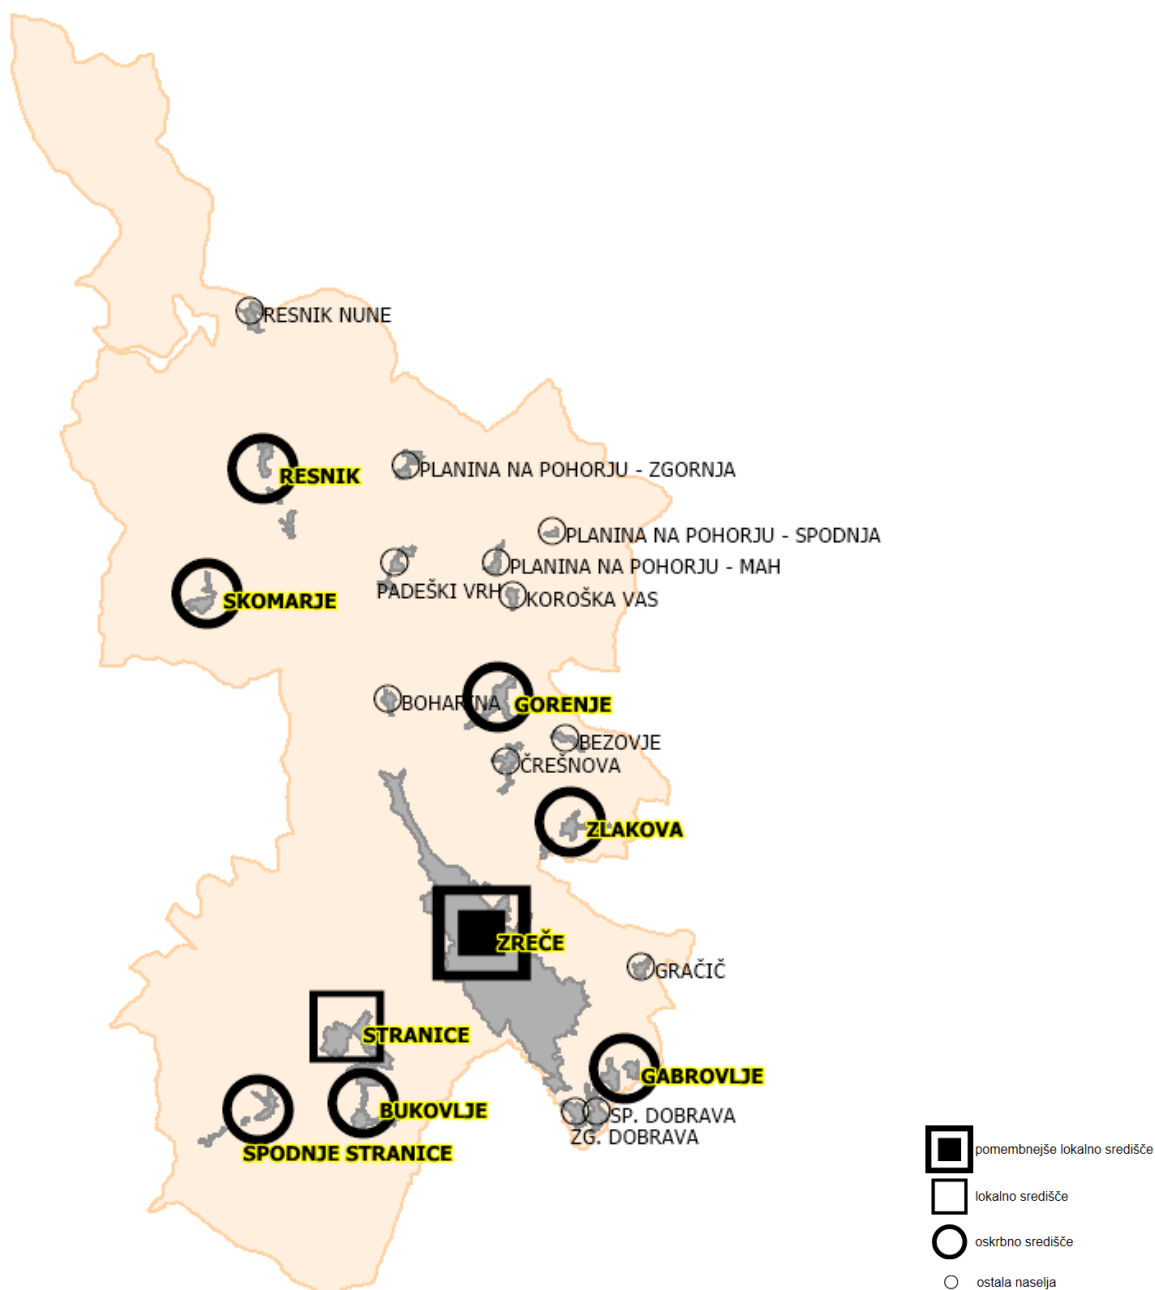 RESNIK NUNE
PLANINA NA POHORJU - ZGORNJA
RESNIK
PLANINA NA POHORJU - SPODNJA
PLANINA NA POHORJU - MAH
PADEŠKI VRH
KOROŠKA VAS
SKOMARJE
BOHARINA
GORENJE
BEZOVJE
ČREŠNOVA
ZLAKOVA
ZREČE
GRAČIČ
STRANICE
GABROVLJE
BUKOVLJE
SP. DOBRAVA
ZG. DOBRAVA
SPODNJE STRANICE
pomembnejše lokalno središče
lokalno središče
oskrbno središče
ostala naselja